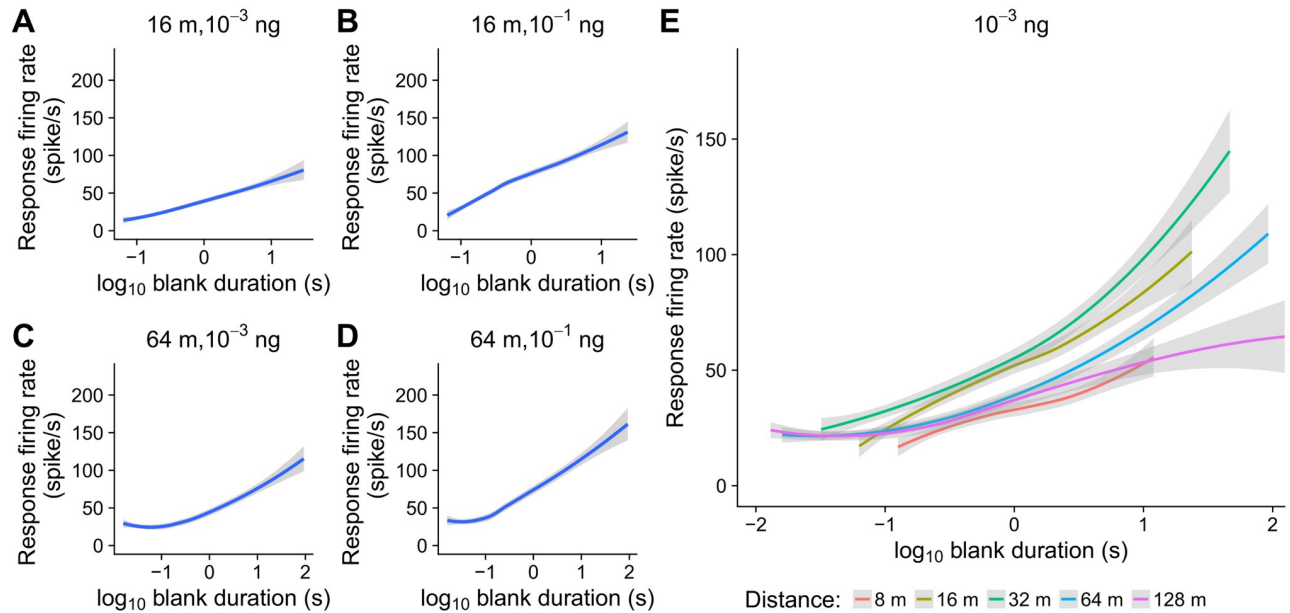 A
16 m,10⁻³ ng
Response firing rate
(spike/s)
200
150
100
50
0
−1
0
1
log₁₀ blank duration (s)
B
16 m,10⁻¹ ng
Response firing rate
(spike/s)
200
150
100
50
0
−1
0
1
log₁₀ blank duration (s)
C
64 m,10⁻³ ng
Response firing rate
(spike/s)
200
150
100
50
0
−1
0
1
2
log₁₀ blank duration (s)
D
64 m,10⁻¹ ng
Response firing rate
(spike/s)
200
150
100
50
0
−1
0
1
2
log₁₀ blank duration (s)
E
10⁻³ ng
Response firing rate (spike/s)
150
100
50
0
−2
−1
0
1
2
log₁₀ blank duration (s)
Distance: 8 m 16 m 32 m 64 m 128 m